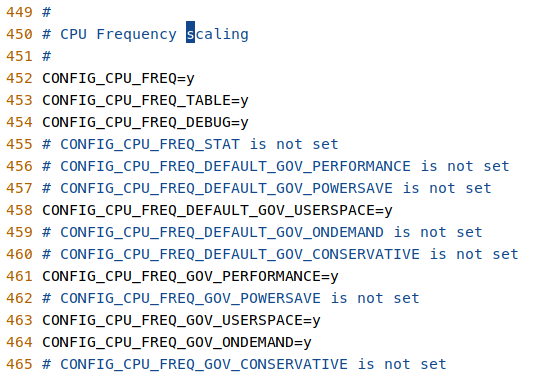 449 #
450 # CPU Frequency scaling
451 #
452 CONFIG_CPU_FREQ=y
453 CONFIG_CPU_FREQ_TABLE=y
454 CONFIG_CPU_FREQ_DEBUG=y
455 # CONFIG_CPU_FREQ_STAT is not set
456 # CONFIG_CPU_FREQ_DEFAULT_GOV_PERFORMANCE is not set
457 # CONFIG_CPU_FREQ_DEFAULT_GOV_POWERSAVE is not set
458 CONFIG_CPU_FREQ_DEFAULT_GOV_USERSPACE=y
459 # CONFIG_CPU_FREQ_DEFAULT_GOV_ONDEMAND is not set
460 # CONFIG_CPU_FREQ_DEFAULT_GOV_CONSERVATIVE is not set
461 CONFIG_CPU_FREQ_GOV_PERFORMANCE=y
462 # CONFIG_CPU_FREQ_GOV_POWERSAVE is not set
463 CONFIG_CPU_FREQ_GOV_USERSPACE=y
464 CONFIG_CPU_FREQ_GOV_ONDEMAND=y
465 # CONFIG_CPU_FREQ_GOV_CONSERVATIVE is not set